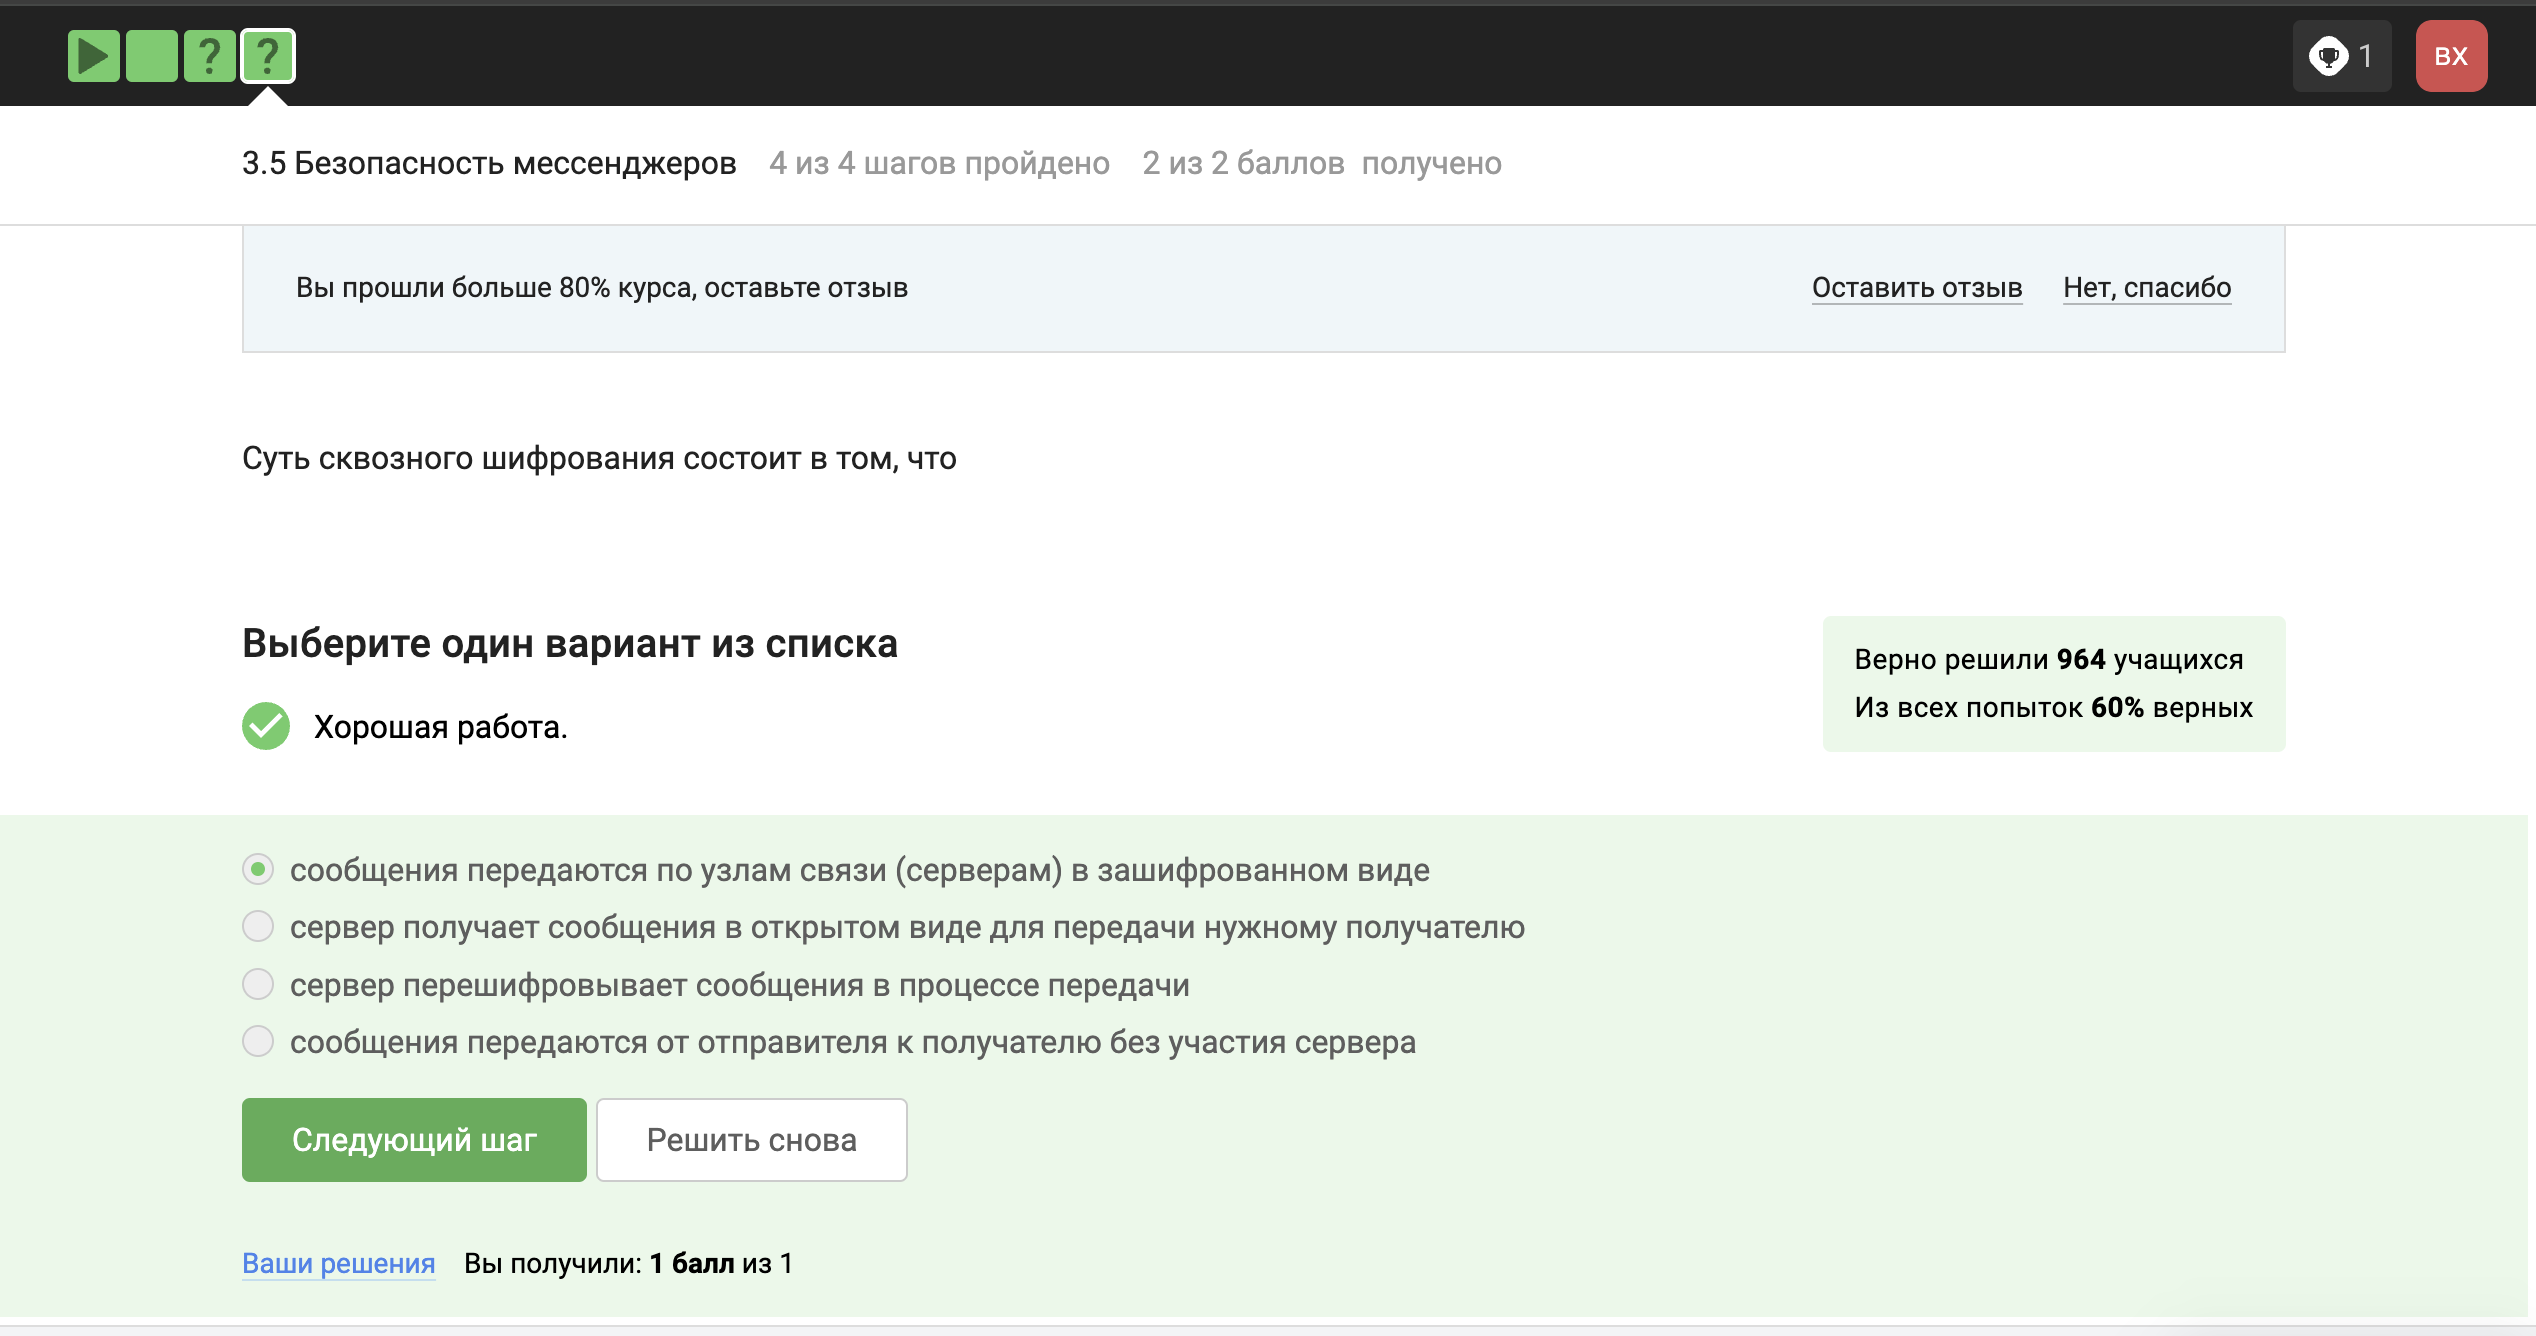 ? ?
1
ВХ
3.5 Безопасность мессенджеров 4 из 4 шагов пройдено 2 из 2 баллов получено
Вы прошли больше 80% курса, оставьте отзыв
Оставить отзыв Нет, спасибо
Суть сквозного шифрования состоит в том, что
Выберите один вариант из списка
Хорошая работа.
Верно решили 964 учащихся
Из всех попыток 60% верных
сообщения передаются по узлам связи (серверам) в зашифрованном виде
сервер получает сообщения в открытом виде для передачи нужному получателю
сервер перешифровывает сообщения в процессе передачи
сообщения передаются от отправителя к получателю без участия сервера
Следующий шаг Решить снова
Ваши решения Вы получили: 1 балл из 1